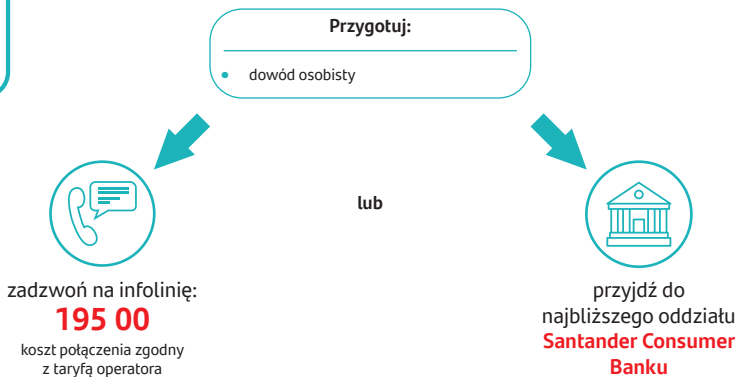 Przygotuj:
• dowód osobisty
lub
zadzwoń na infolinię:
195 00
koszt połączenia zgodny
z taryfą operatora
przyjdź do
najbliższego oddziału
Santander Consumer
Banku